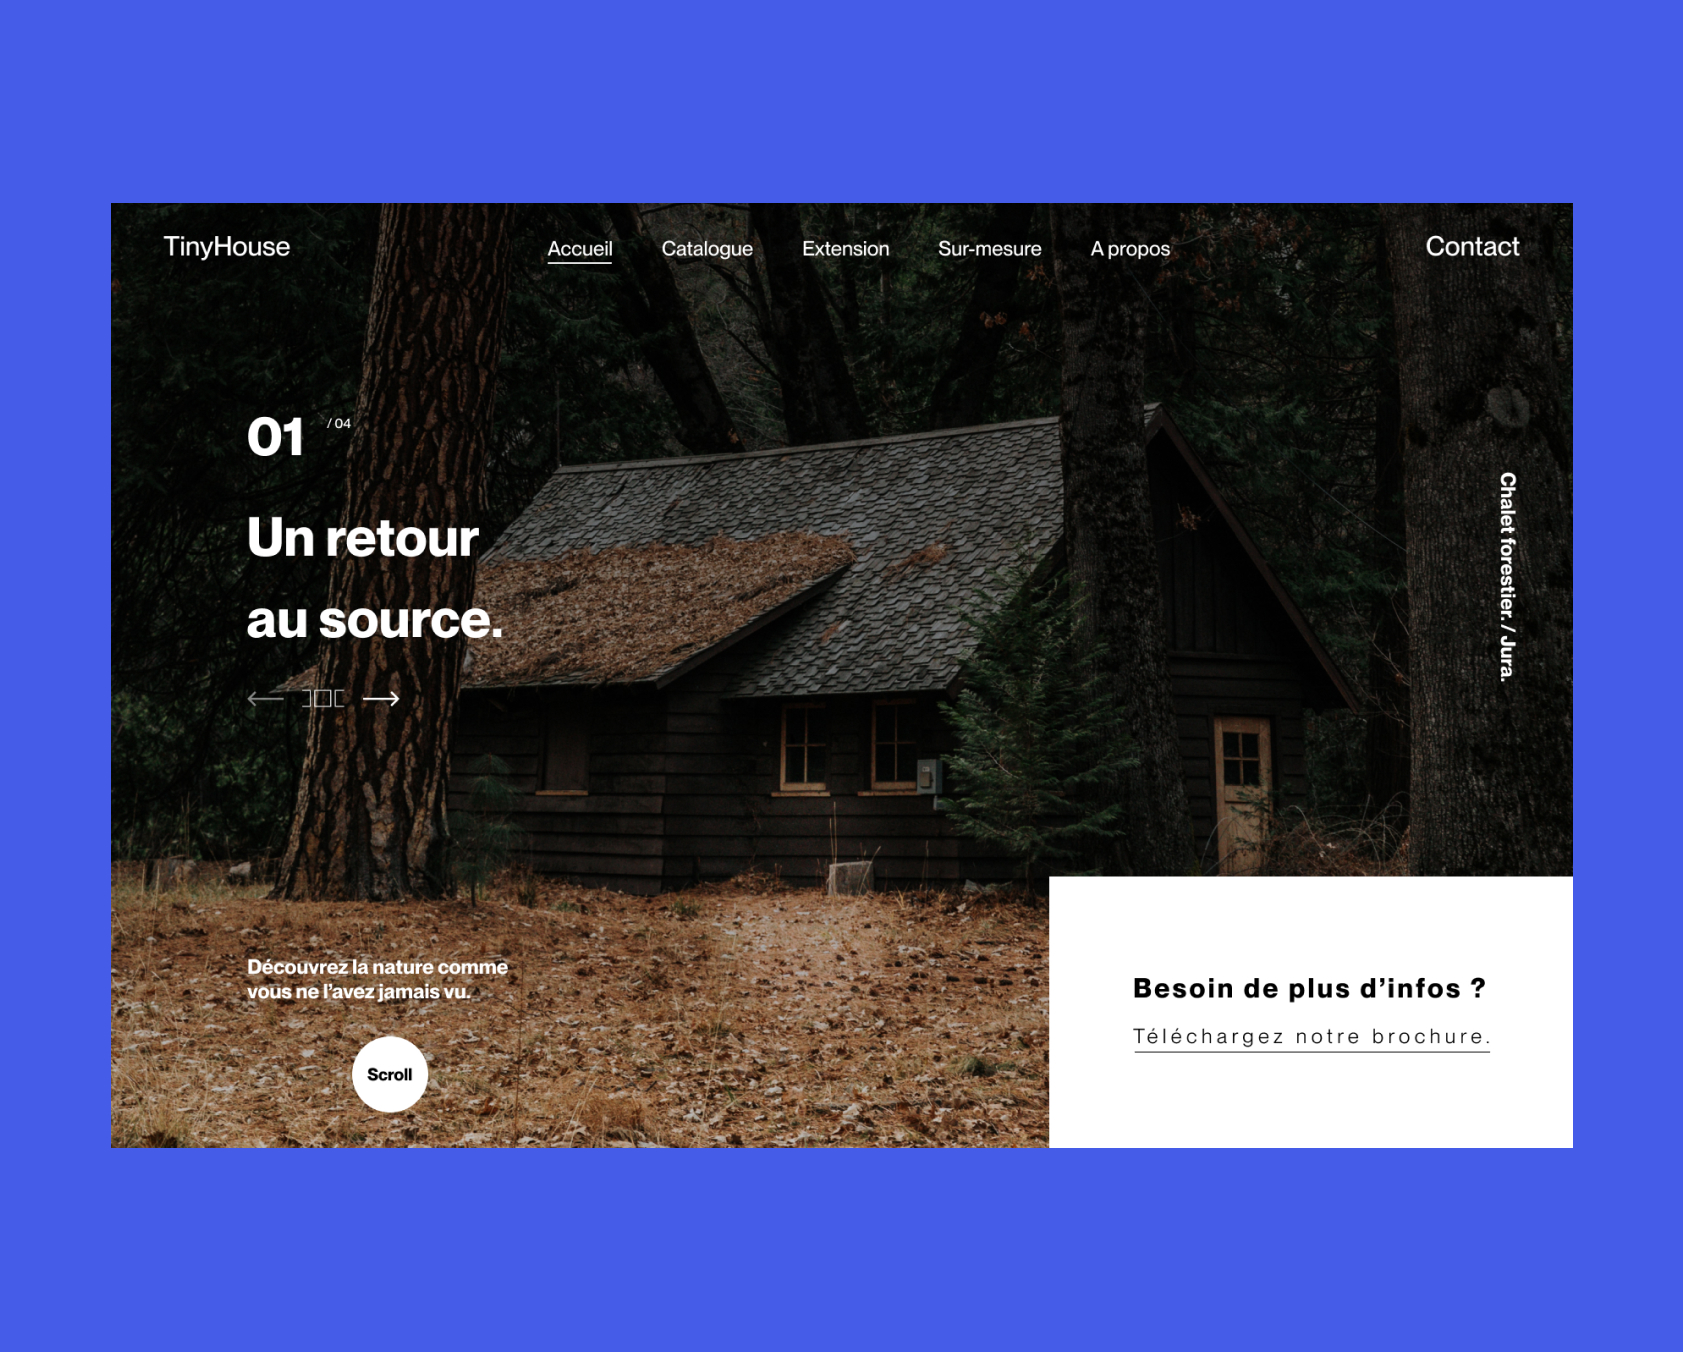 TinyHouse
Accueil
Catalogue
Extension
Sur-mesure
A propos
Contact
01
/ 04
Un retour
au source.
Chalet forestier. / Jura.
Découvrez la nature comme
vous ne l’avez jamais vu.
Scroll
Besoin de plus d’infos ?
Téléchargez notre brochure.